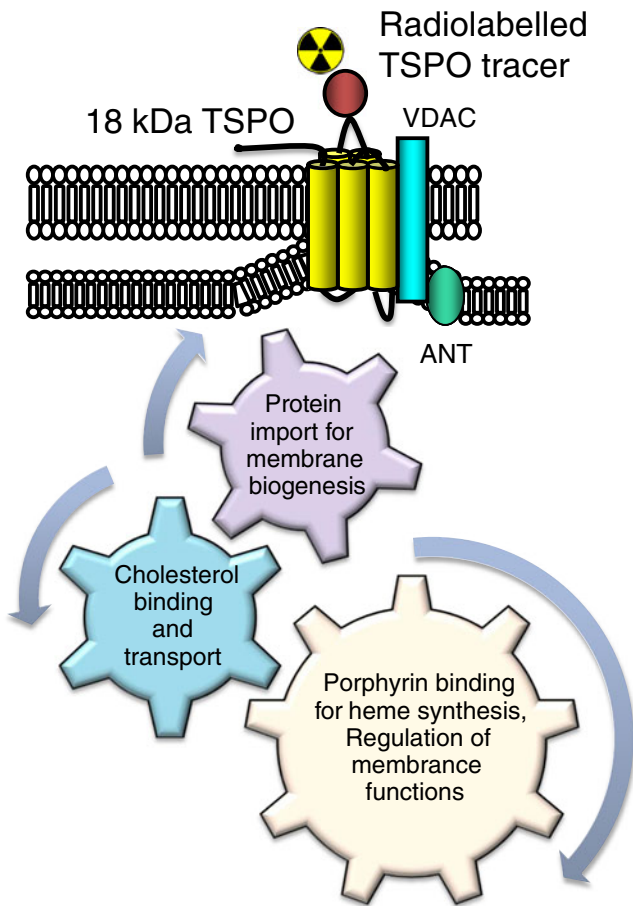 Radiolabelled
TSPO tracer
18 kDa TSPO
VDAC
ANT
Protein
import for
membrane
biogenesis
Cholesterol
binding
and
transport
Porphyrin binding
for heme synthesis,
Regulation of
membrance
functions